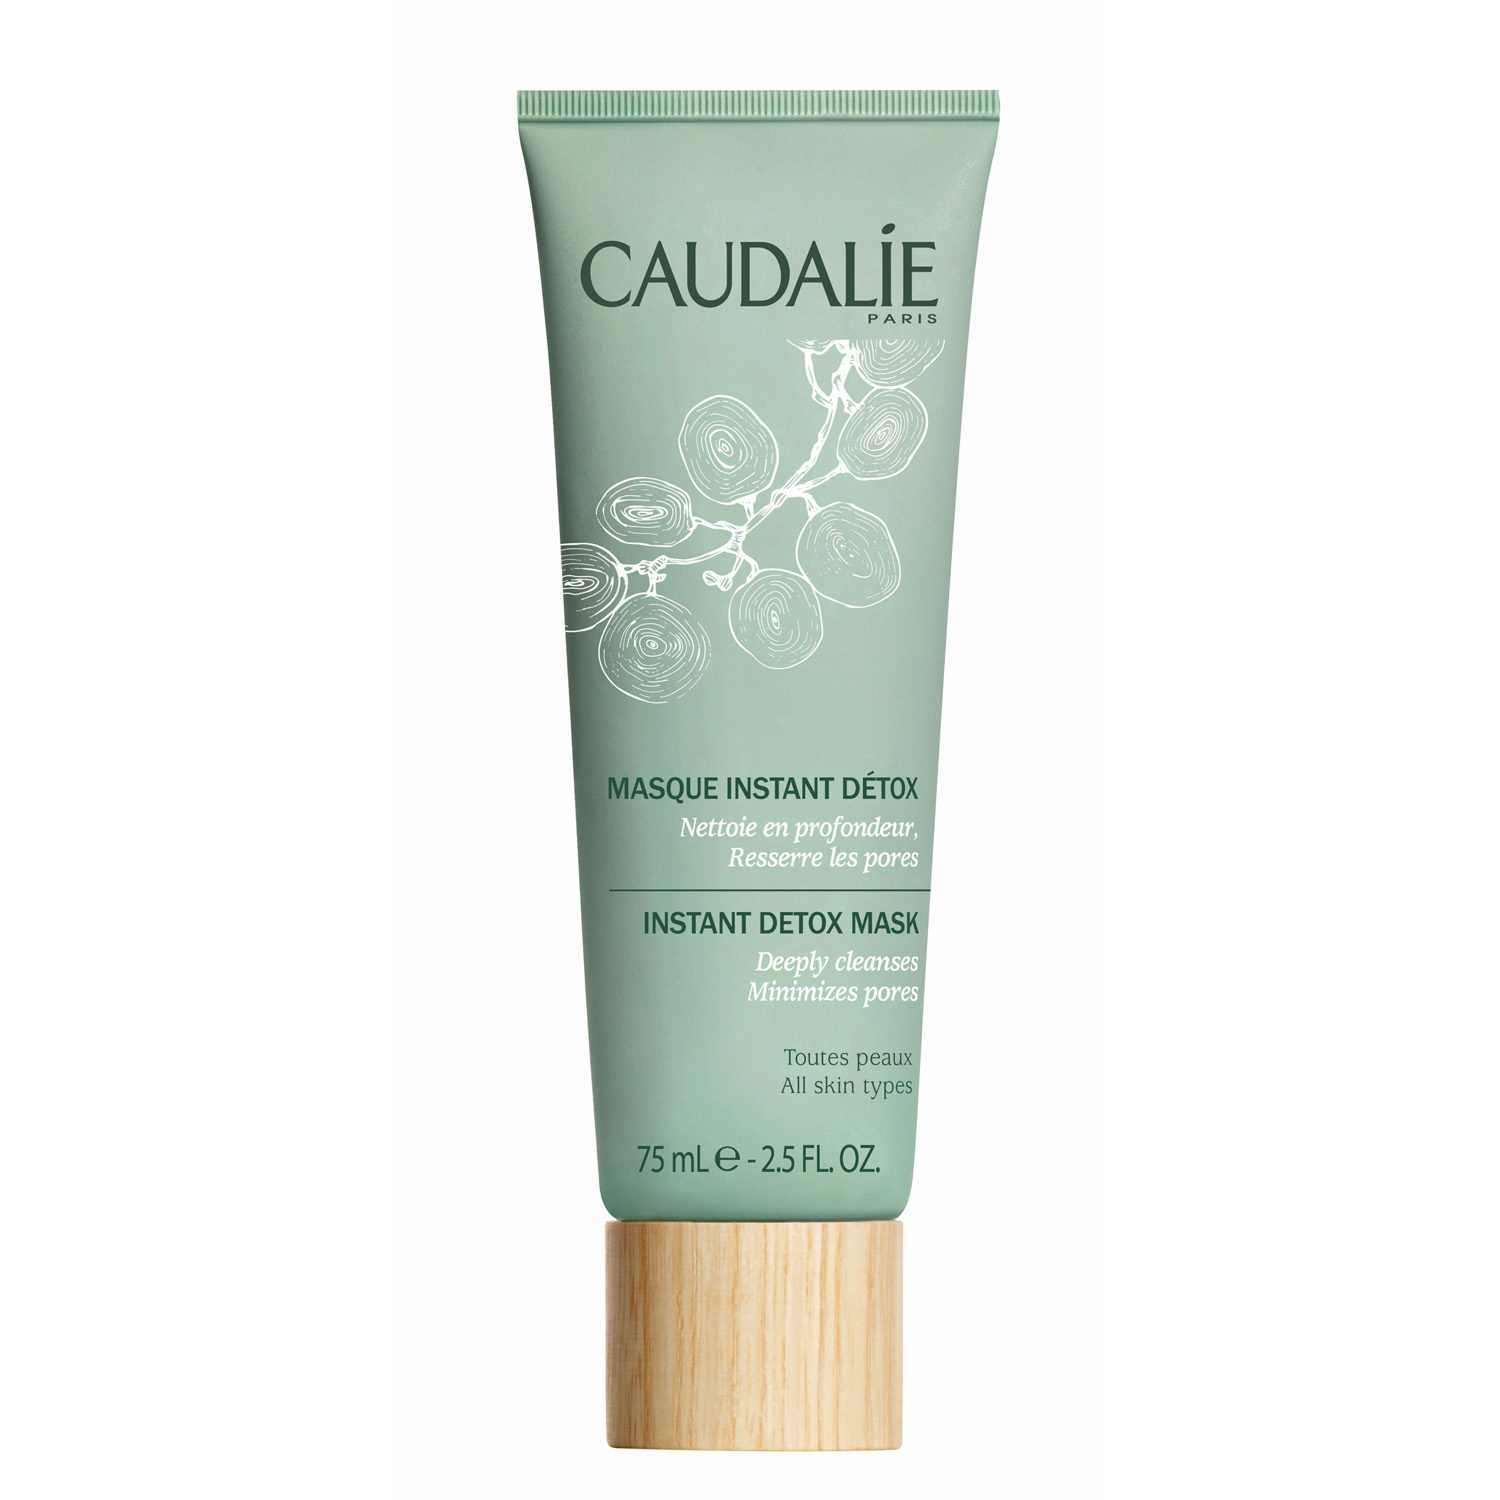 CAUDALÍE
PARIS
MASQUE INSTANT DÉTOX
Nettoie en profondeur,
Resserre les pores
INSTANT DETOX MASK
Deeply cleanses
Minimizes pores
Toutes peaux
All skin types
75 mL ℮ - 2.5 FL. OZ.